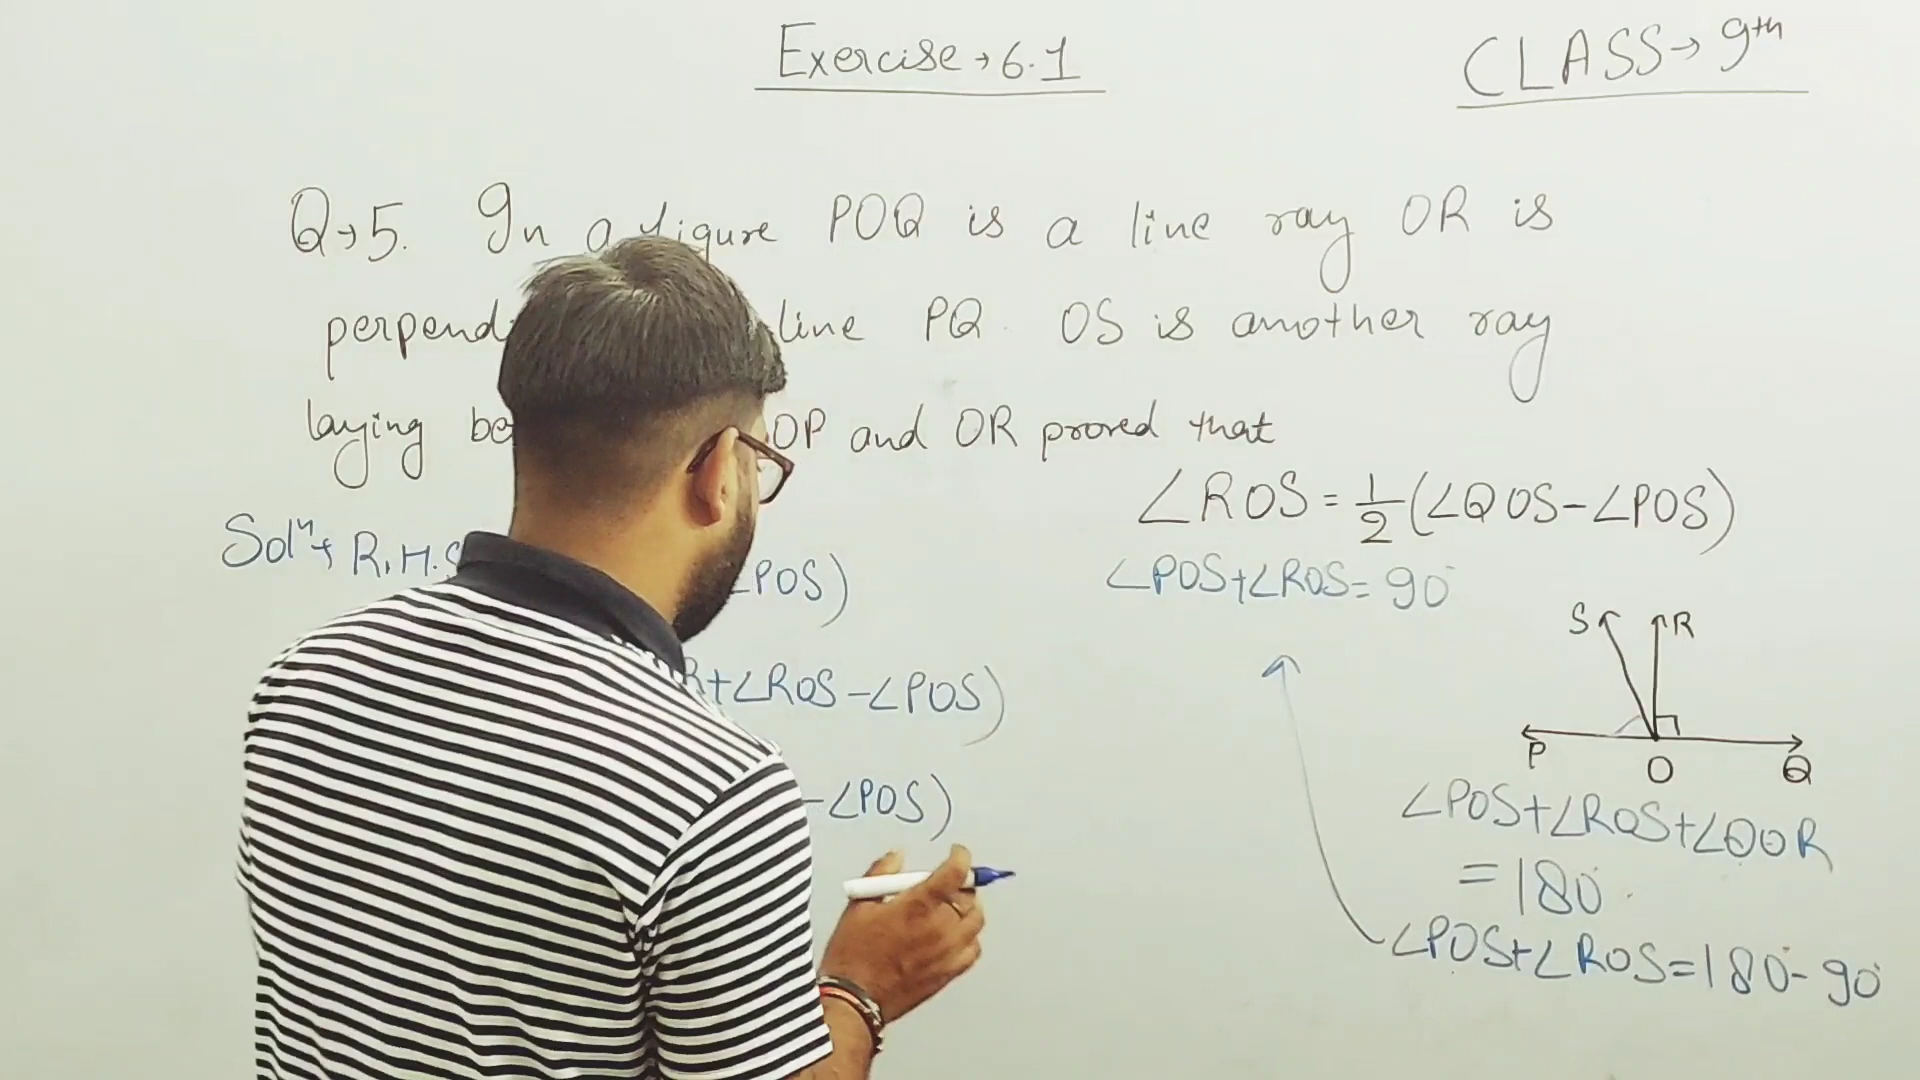 Exercise → 6.1
CLASS → 9th
Q→5. In a figure POQ is a line ray OR is
line PQ. OS is another ray
laying OP and OR proved that
∠ROS = 1/2 (∠QOS - ∠POS)
Solⁿ→ R.H.S
∠POS)
∠POS + ∠ROS = 90°
+∠ROS - ∠POS)
-∠POS)
S R
P O Q
∠POS + ∠ROS + ∠QOR
= 180°
∠POS + ∠ROS = 180° - 90°